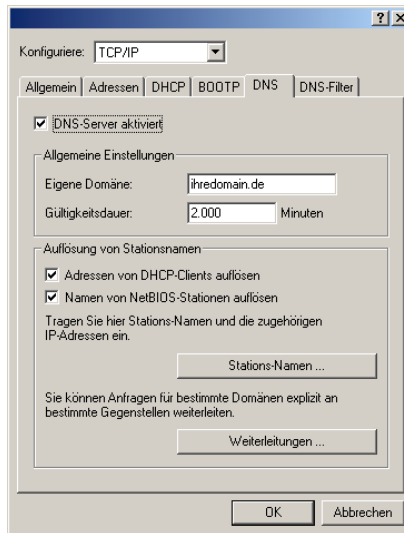 Konfiguriere: TCP/IP
Allgemein Adressen DHCP BOOTP DNS DNS-Filter
DNS-Server aktiviert
Allgemeine Einstellungen
Eigene Domäne: ihredomain.de
Gültigkeitsdauer: 2.000 Minuten
Auflösung von Stationsnamen
Adressen von DHCP-Clients auflösen
Namen von NetBIOS-Stationen auflösen
Tragen Sie hier Stations-Namen und die zugehörigen
IP-Adressen ein.
Stations-Namen ...
Sie können Anfragen für bestimmte Domänen explizit an
bestimmte Gegenstellen weiterleiten.
Weiterleitungen ...
OK Abbrechen